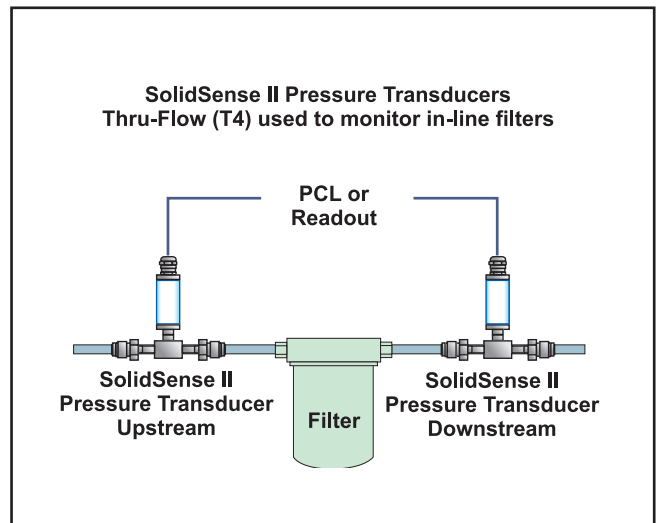 SolidSense II Pressure Transducers
Thru-Flow (T4) used to monitor in-line filters
PCL or
Readout
SolidSense II
Pressure Transducer
Upstream
Filter
SolidSense II
Pressure Transducer
Downstream